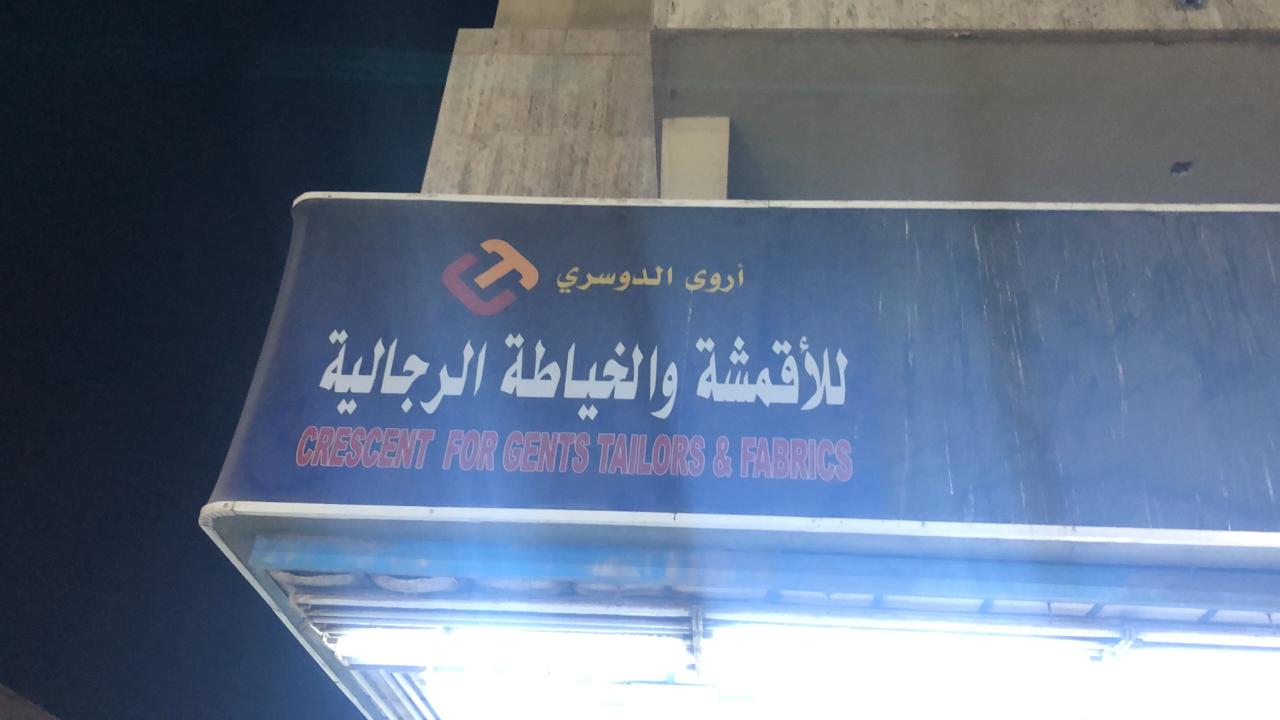 أروى الدوسري
للأقمشة والخياطة الرجالية
CRESCENT FOR GENTS TAILORS & FABRICS